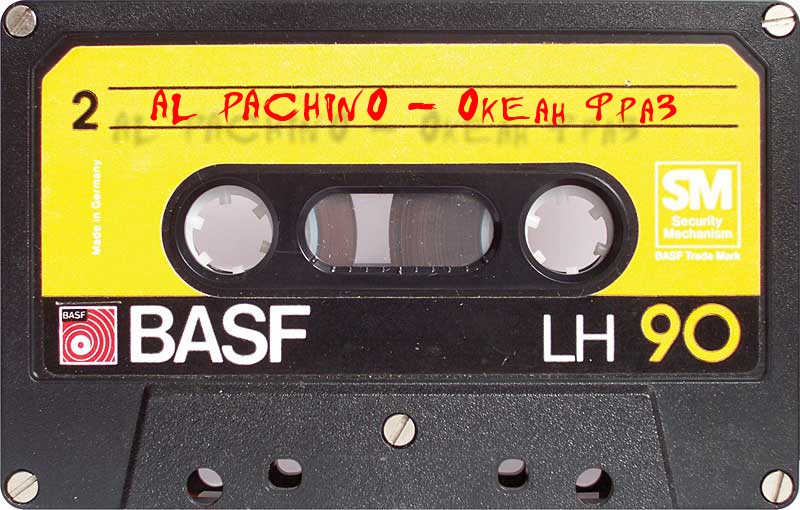 2
AL PACHINO - Океан Фраз
Made in Germany
SM
Security
Mechanism
BASF Trade Mark
BASF
BASF
LH 90